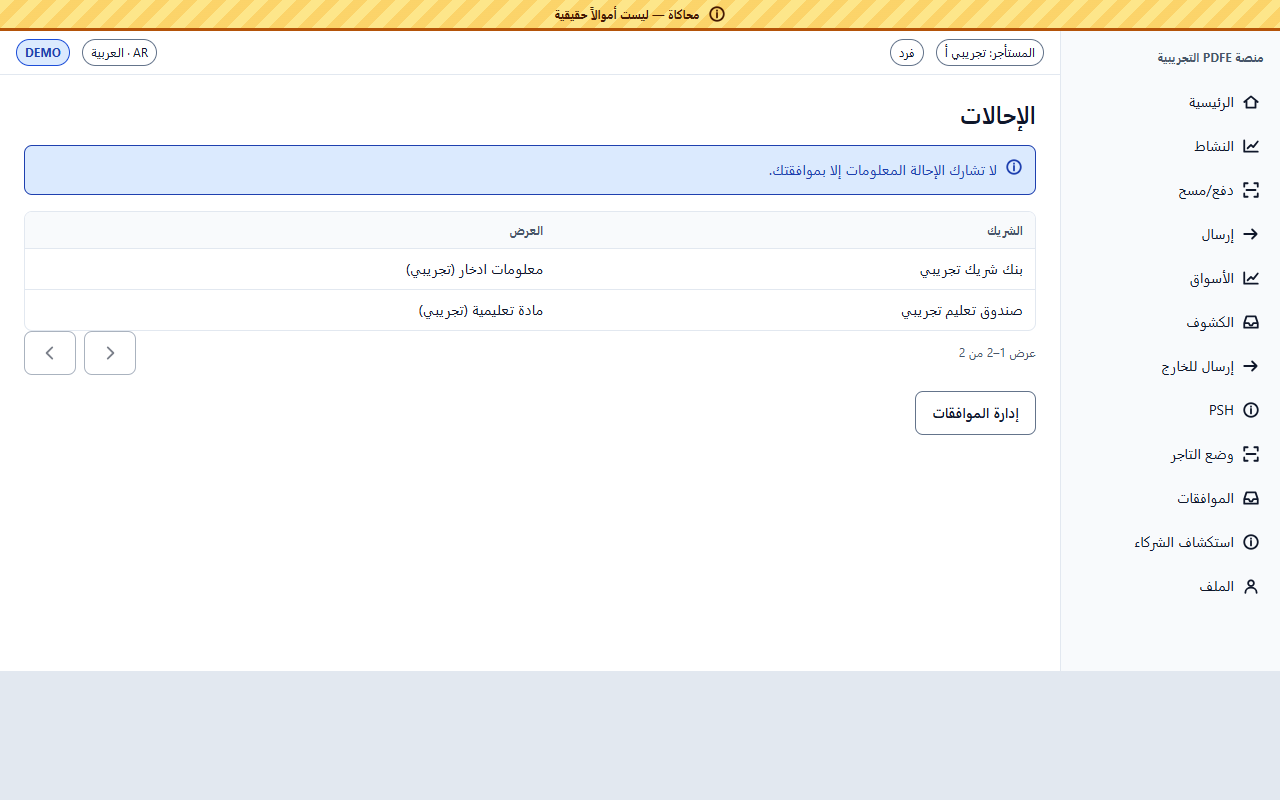 محاكاة — ليست أموالاً حقيقية
منصة PDFE التجريبية
الرئيسية
النشاط
دفع/مسح
إرسال
الأسواق
الكشوف
إرسال للخارج
PSH
وضع التاجر
الموافقات
استكشاف الشركاء
الملف
المستأجر: تجريبي أ
فرد
AR · العربية
DEMO
الإحالات
لا تشارك الإحالة المعلومات إلا بموافقتك.
الشريك العرض
بنك شريك تجريبي معلومات ادخار (تجريبي)
صندوق تعليم تجريبي مادة تعليمية (تجريبي)
عرض 1–2 من 2
إدارة الموافقات